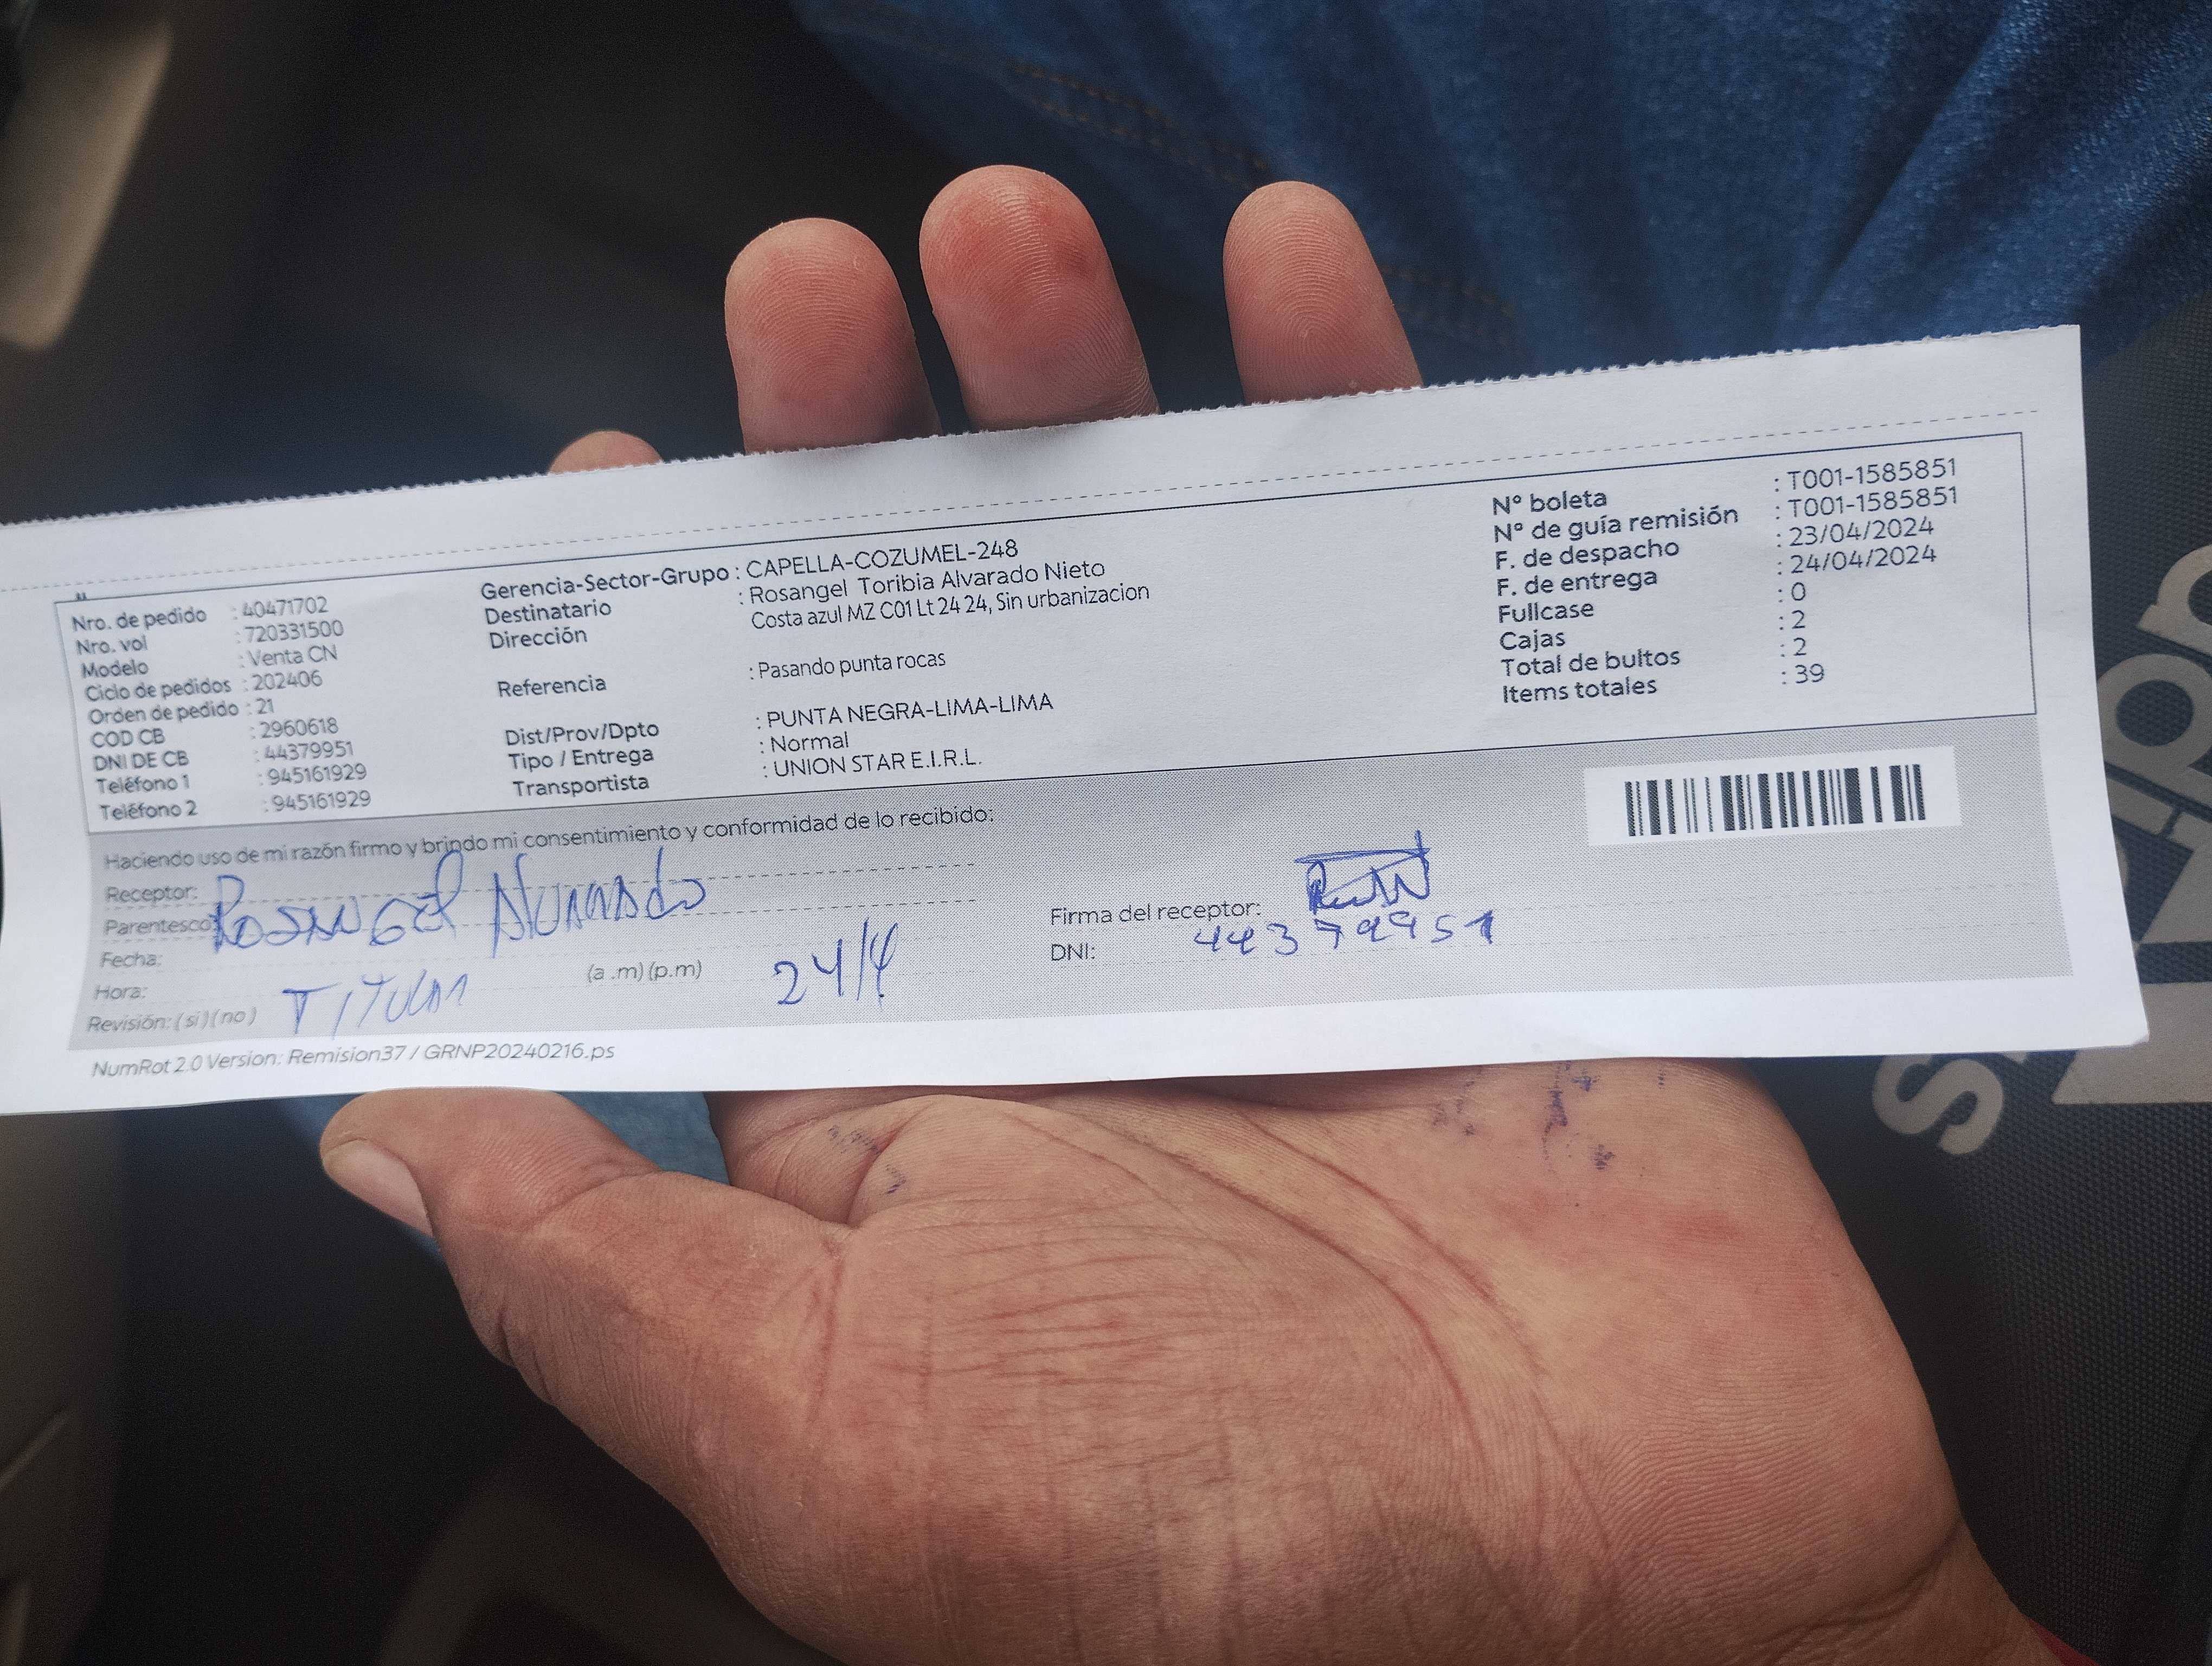 Nro. de pedido : 40471702
Nro. vol : 720331500
Modelo : Venta CN
Ciclo de pedidos : 202406
Orden de pedido : 21
COD CB : 2960618
DNI DE CB : 44379951
Teléfono 1 : 945161929
Teléfono 2 : 945161929
Gerencia-Sector-Grupo : CAPELLA-COZUMEL-248
Destinatario : Rosangel Toribia Alvarado Nieto
Dirección Costa azul MZ C01 Lt 24 24, Sin urbanizacion
Referencia : Pasando punta rocas
Dist/Prov/Dpto : PUNTA NEGRA-LIMA-LIMA
Tipo / Entrega : Normal
Transportista : UNION STAR E.I.R.L.
N° boleta : T001-1585851
N° de guía remisión : T001-1585851
F. de despacho : 23/04/2024
F. de entrega : 24/04/2024
Fullcase : 0
Cajas : 2
Total de bultos : 2
Items totales : 39
Haciendo uso de mi razón firmo y brindo mi consentimiento y conformidad de lo recibido:
Receptor: Rosangel Alvarado
Parentesco:
Fecha:
Hora: (a .m) (p.m) 24/4
Revisión: ( si ) ( no ) Titular
Firma del receptor:
DNI: 44379951
NumRot 2.0 Version: Remision37 / GRNP20240216.ps